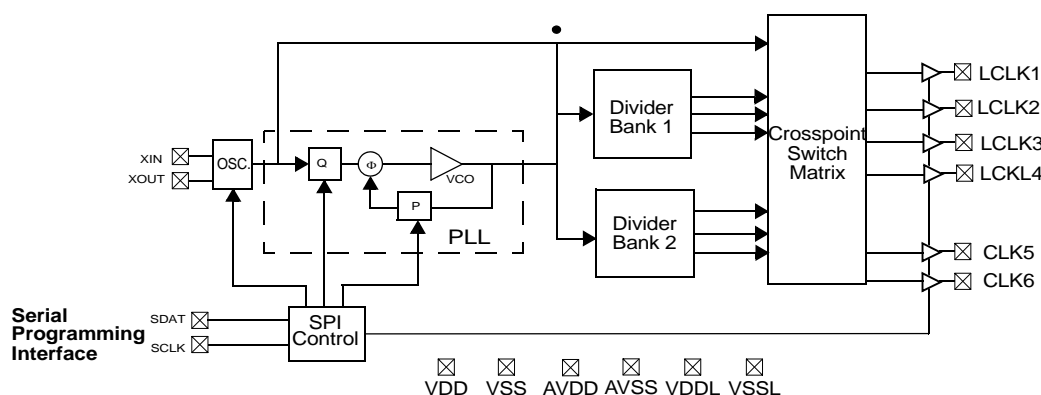 XIN
XOUT
OSC.
Q
Φ
VCO
P
PLL
Divider
Bank 1
Divider
Bank 2
Crosspoint
Switch
Matrix
LCLK1
LCLK2
LCLK3
LCKL4
CLK5
CLK6
Serial
Programming
Interface
SDAT
SCLK
SPI
Control
VDD
VSS
AVDD
AVSS
VDDL
VSSL